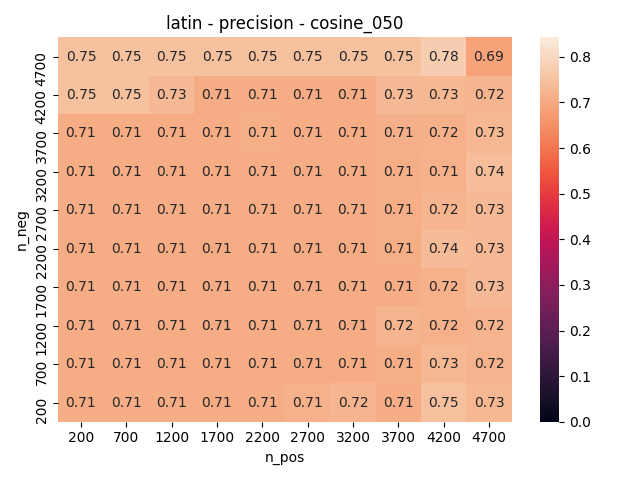 latin - precision - cosine_050
n_neg
4700 0.75 0.75 0.75 0.75 0.75 0.75 0.75 0.75 0.78 0.69
4200 0.75 0.75 0.73 0.71 0.71 0.71 0.71 0.73 0.73 0.72
3700 0.71 0.71 0.71 0.71 0.71 0.71 0.71 0.71 0.72 0.73
3200 0.71 0.71 0.71 0.71 0.71 0.71 0.71 0.71 0.71 0.74
2700 0.71 0.71 0.71 0.71 0.71 0.71 0.71 0.71 0.72 0.73
2200 0.71 0.71 0.71 0.71 0.71 0.71 0.71 0.71 0.74 0.73
1700 0.71 0.71 0.71 0.71 0.71 0.71 0.71 0.71 0.72 0.73
1200 0.71 0.71 0.71 0.71 0.71 0.71 0.71 0.72 0.72 0.72
700 0.71 0.71 0.71 0.71 0.71 0.71 0.71 0.71 0.73 0.72
200 0.71 0.71 0.71 0.71 0.71 0.71 0.72 0.71 0.75 0.73
200 700 1200 1700 2200 2700 3200 3700 4200 4700
n_pos
0.8
0.7
0.6
0.5
0.4
0.3
0.2
0.1
0.0